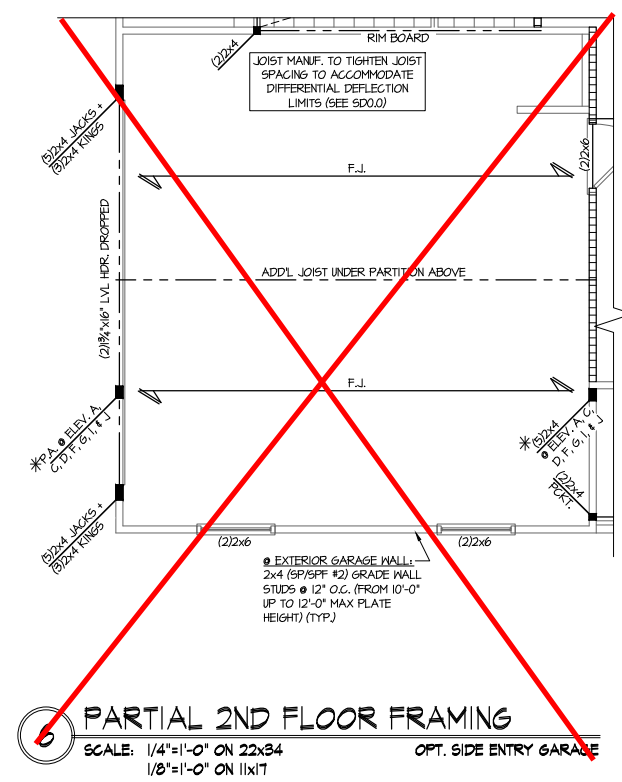 RIM BOARD
(2)2x4
JOIST MANUF. TO TIGHTEN JOIST
SPACING TO ACCOMMODATE
DIFFERENTIAL DEFLECTION
LIMITS (SEE SD0.0)
(5)2x4 JACKS +
(3)2x4 KINGS
(2)2x6
F.J.
(2)1¾"x16" LVL HDR. DROPPED
ADD'L JOIST UNDER PARTITION ABOVE
F.J.
*P.A. @ ELEV. A,
C, D, F, G, I, & J
*(5)2x4
@ ELEV. A, C,
D, F, G, I, & J
(2)2x4
PCKT.
(5)2x4 JACKS +
(3)2x4 KINGS
(2)2x6
(2)2x6
@ EXTERIOR GARAGE WALL:
2x4 (SP/SPF #2) GRADE WALL
STUDS @ 12" O.C. (FROM 10'-0"
UP TO 12'-0" MAX PLATE
HEIGHT) (TYP.)
6
PARTIAL 2ND FLOOR FRAMING
SCALE: 1/4"=1'-0" ON 22x34
OPT. SIDE ENTRY GARAGE
1/8"=1'-0" ON 11x17